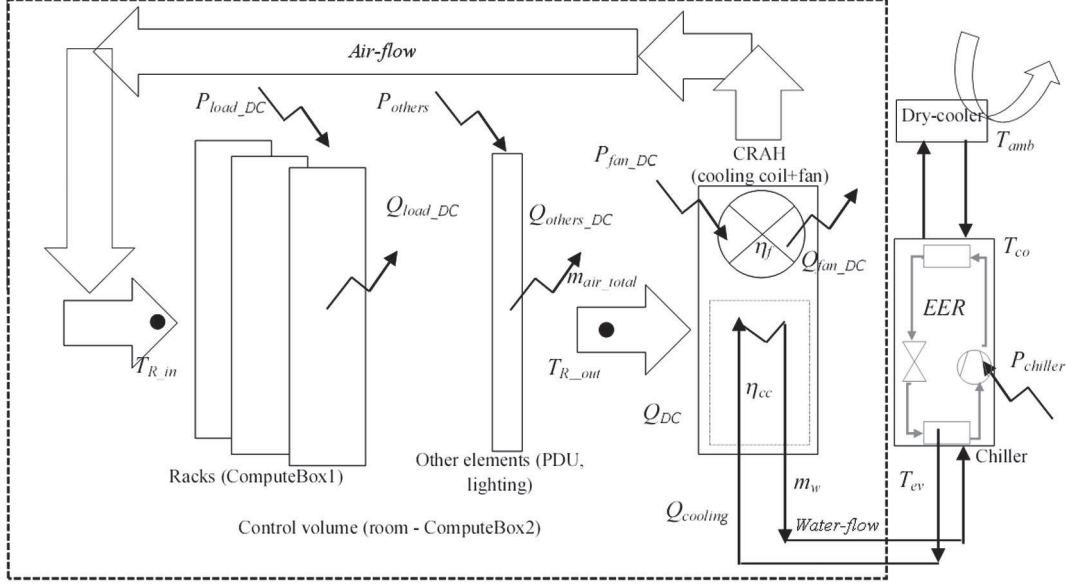 Air-flow
P_load_DC
P_others
Dry-cooler
T_amb
CRAH
(cooling coil+fan)
P_fan_DC
Q_load_DC
Q_others_DC
η_f
Q_fan_DC
T_co
m_air_total
EER
T_R_in
T_R__out
P_chiller
η_cc
Q_DC
Racks (ComputeBox1)
Other elements (PDU,
lighting)
Chiller
T_ev
m_w
Q_cooling
Water-flow
Control volume (room - ComputeBox2)